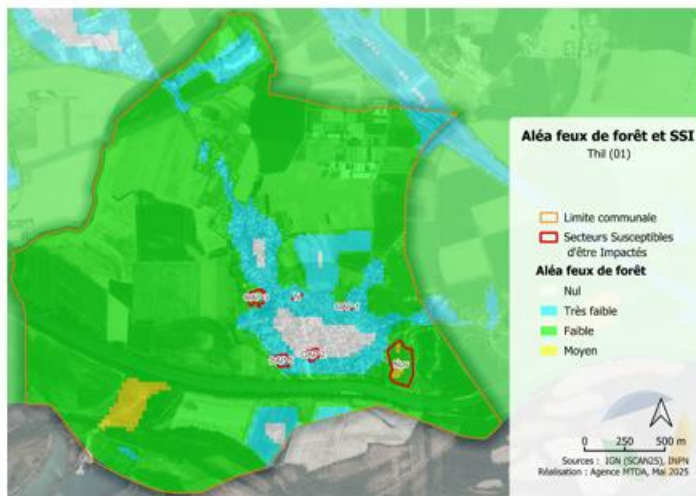 Aléa feux de forêt et SSI
Thil (01)
Limite communale
Secteurs Susceptibles
d'être Impactés
Aléa feux de forêt
Nul
Très faible
Faible
Moyen
0 250 500 m
Sources : IGN (SCAN25), INPN
Réalisation : Agence MTDA, Mai 2025